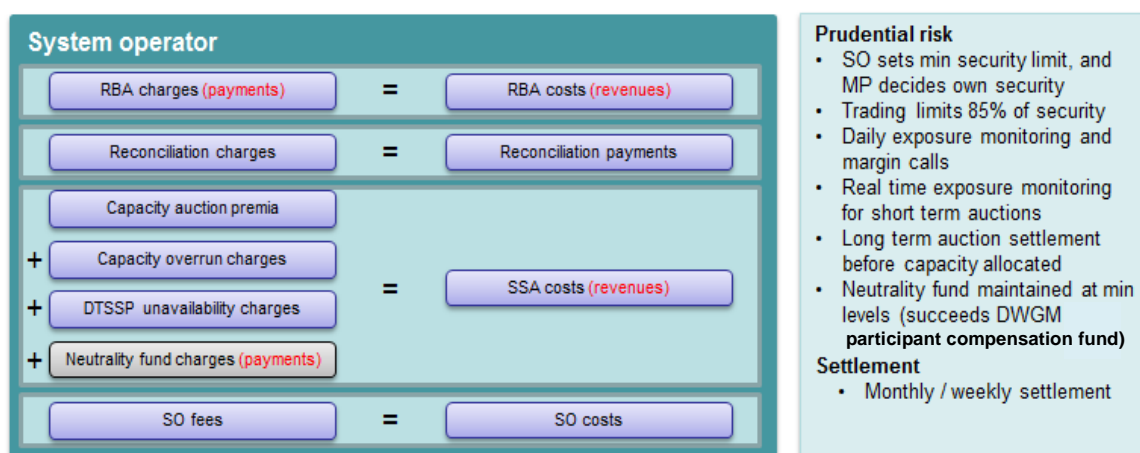 System operator
RBA charges (payments) = RBA costs (revenues)
Reconciliation charges = Reconciliation payments
Capacity auction premia
+ Capacity overrun charges
= SSA costs (revenues)
+ DTSSP unavailability charges
+ Neutrality fund charges (payments)
SO fees = SO costs
Prudential risk
• SO sets min security limit, and
MP decides own security
• Trading limits 85% of security
• Daily exposure monitoring and
margin calls
• Real time exposure monitoring
for short term auctions
• Long term auction settlement
before capacity allocated
• Neutrality fund maintained at min
levels (succeeds DWGM
participant compensation fund)
Settlement
• Monthly / weekly settlement